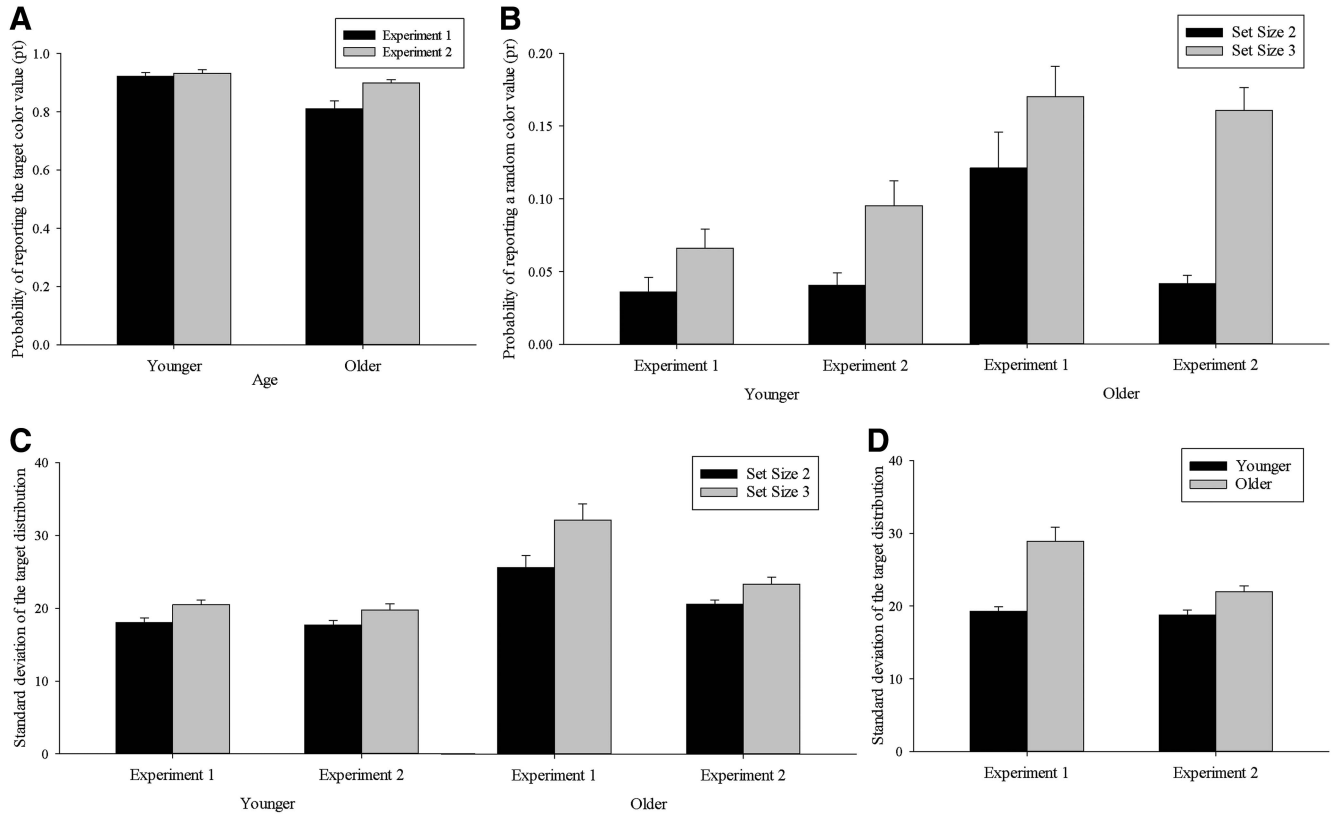 A
Experiment 1
Experiment 2
Probability of reporting the target color value (pt)
1.0
0.8
0.6
0.4
0.2
0.0
Younger
Older
Age
B
Set Size 2
Set Size 3
Probability of reporting a random color value (pr)
0.20
0.15
0.10
0.05
0.00
Experiment 1
Experiment 2
Experiment 1
Experiment 2
Younger
Older
C
Set Size 2
Set Size 3
Standard deviation of the target distribution
40
30
20
10
0
Experiment 1
Experiment 2
Experiment 1
Experiment 2
Younger
Older
D
Younger
Older
Standard deviation of the target distribution
40
30
20
10
0
Experiment 1
Experiment 2